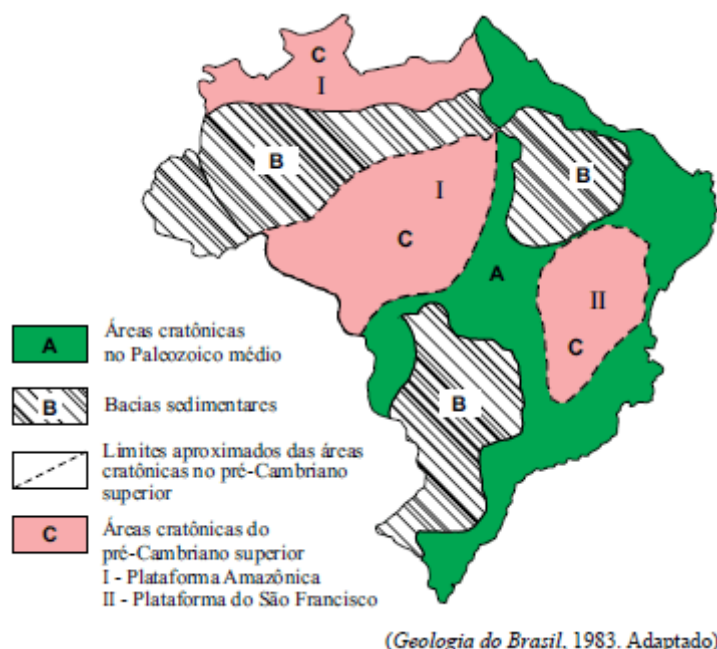 C
I
B
I
B
C
A
II
C
B
A
Áreas cratônicas
no Paleozoico médio
B
Bacias sedimentares
Limites aproximados das áreas
cratônicas no pré-Cambriano
superior
C
Áreas cratônicas do
pré-Cambriano superior
I - Plataforma Amazônica
II - Plataforma do São Francisco
(Geologia do Brasil, 1983. Adaptado)